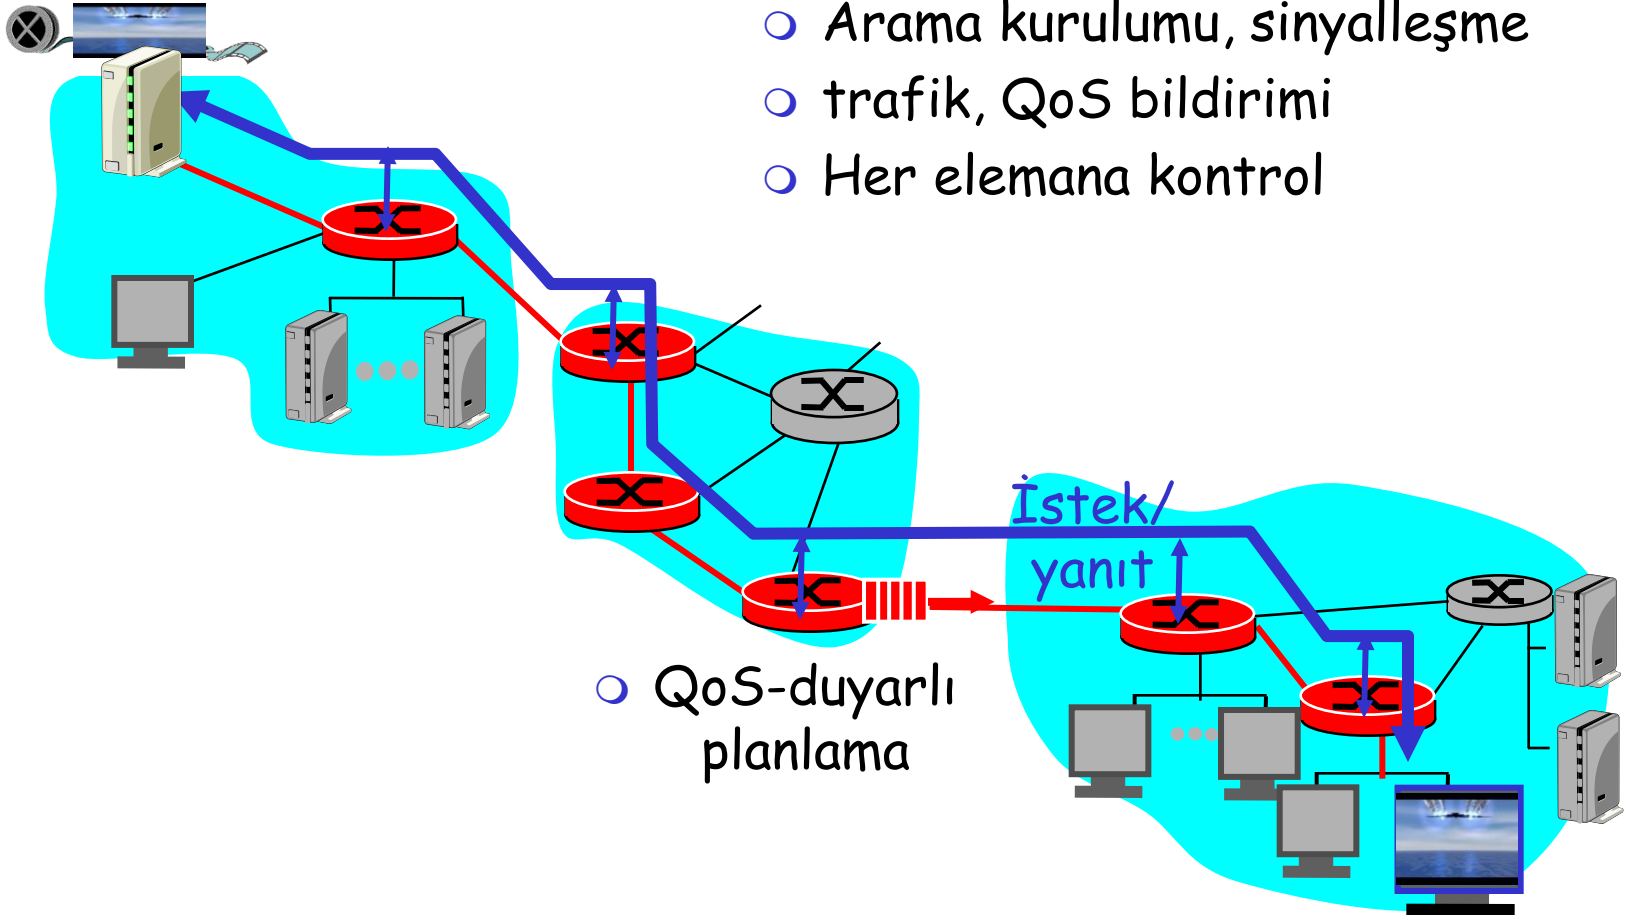 Arama kurulumu, sinyalleşme
trafik, QoS bildirimi
Her elemana kontrol
İstek/
yanıt
QoS-duyarlı
planlama